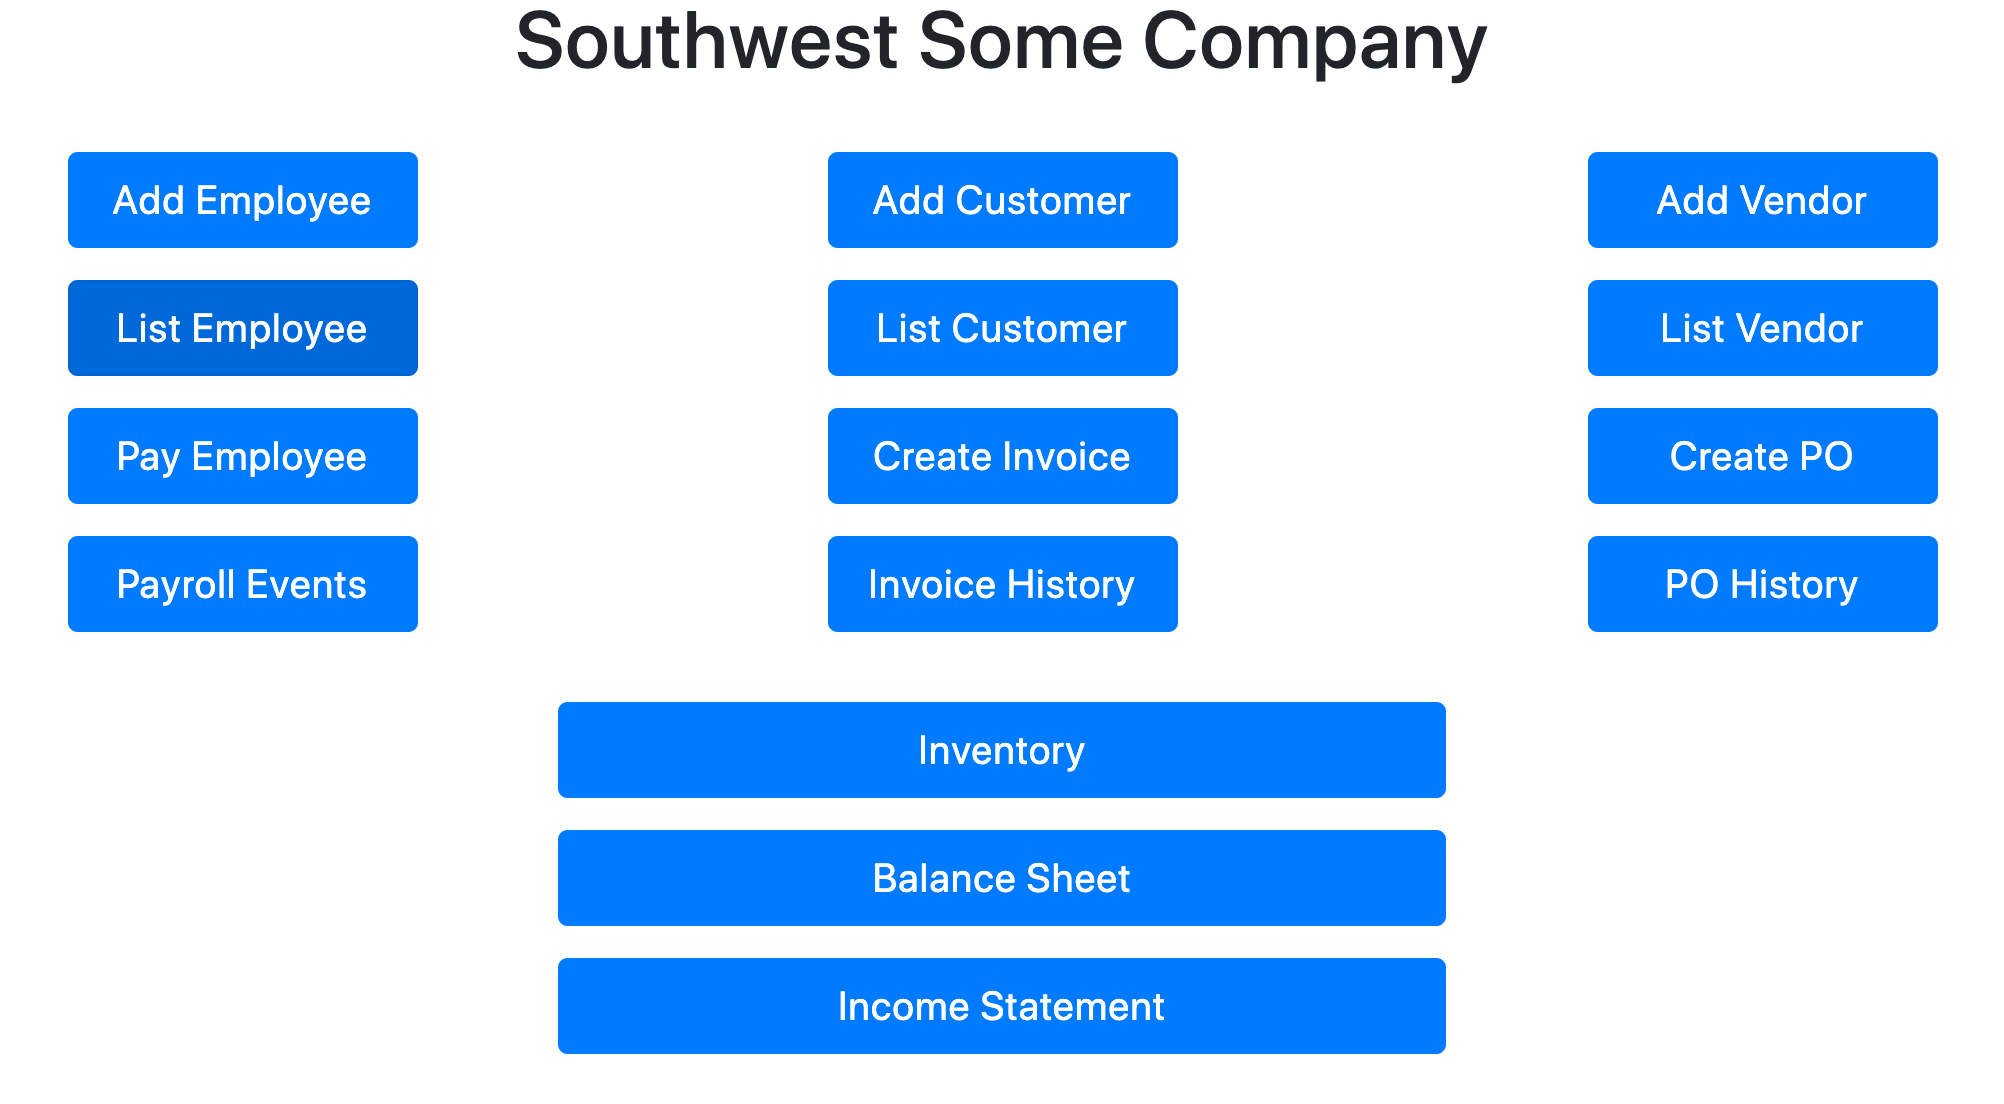 Southwest Some Company
Add Employee
Add Customer
Add Vendor
List Employee
List Customer
List Vendor
Pay Employee
Create Invoice
Create PO
Payroll Events
Invoice History
PO History
Inventory
Balance Sheet
Income Statement